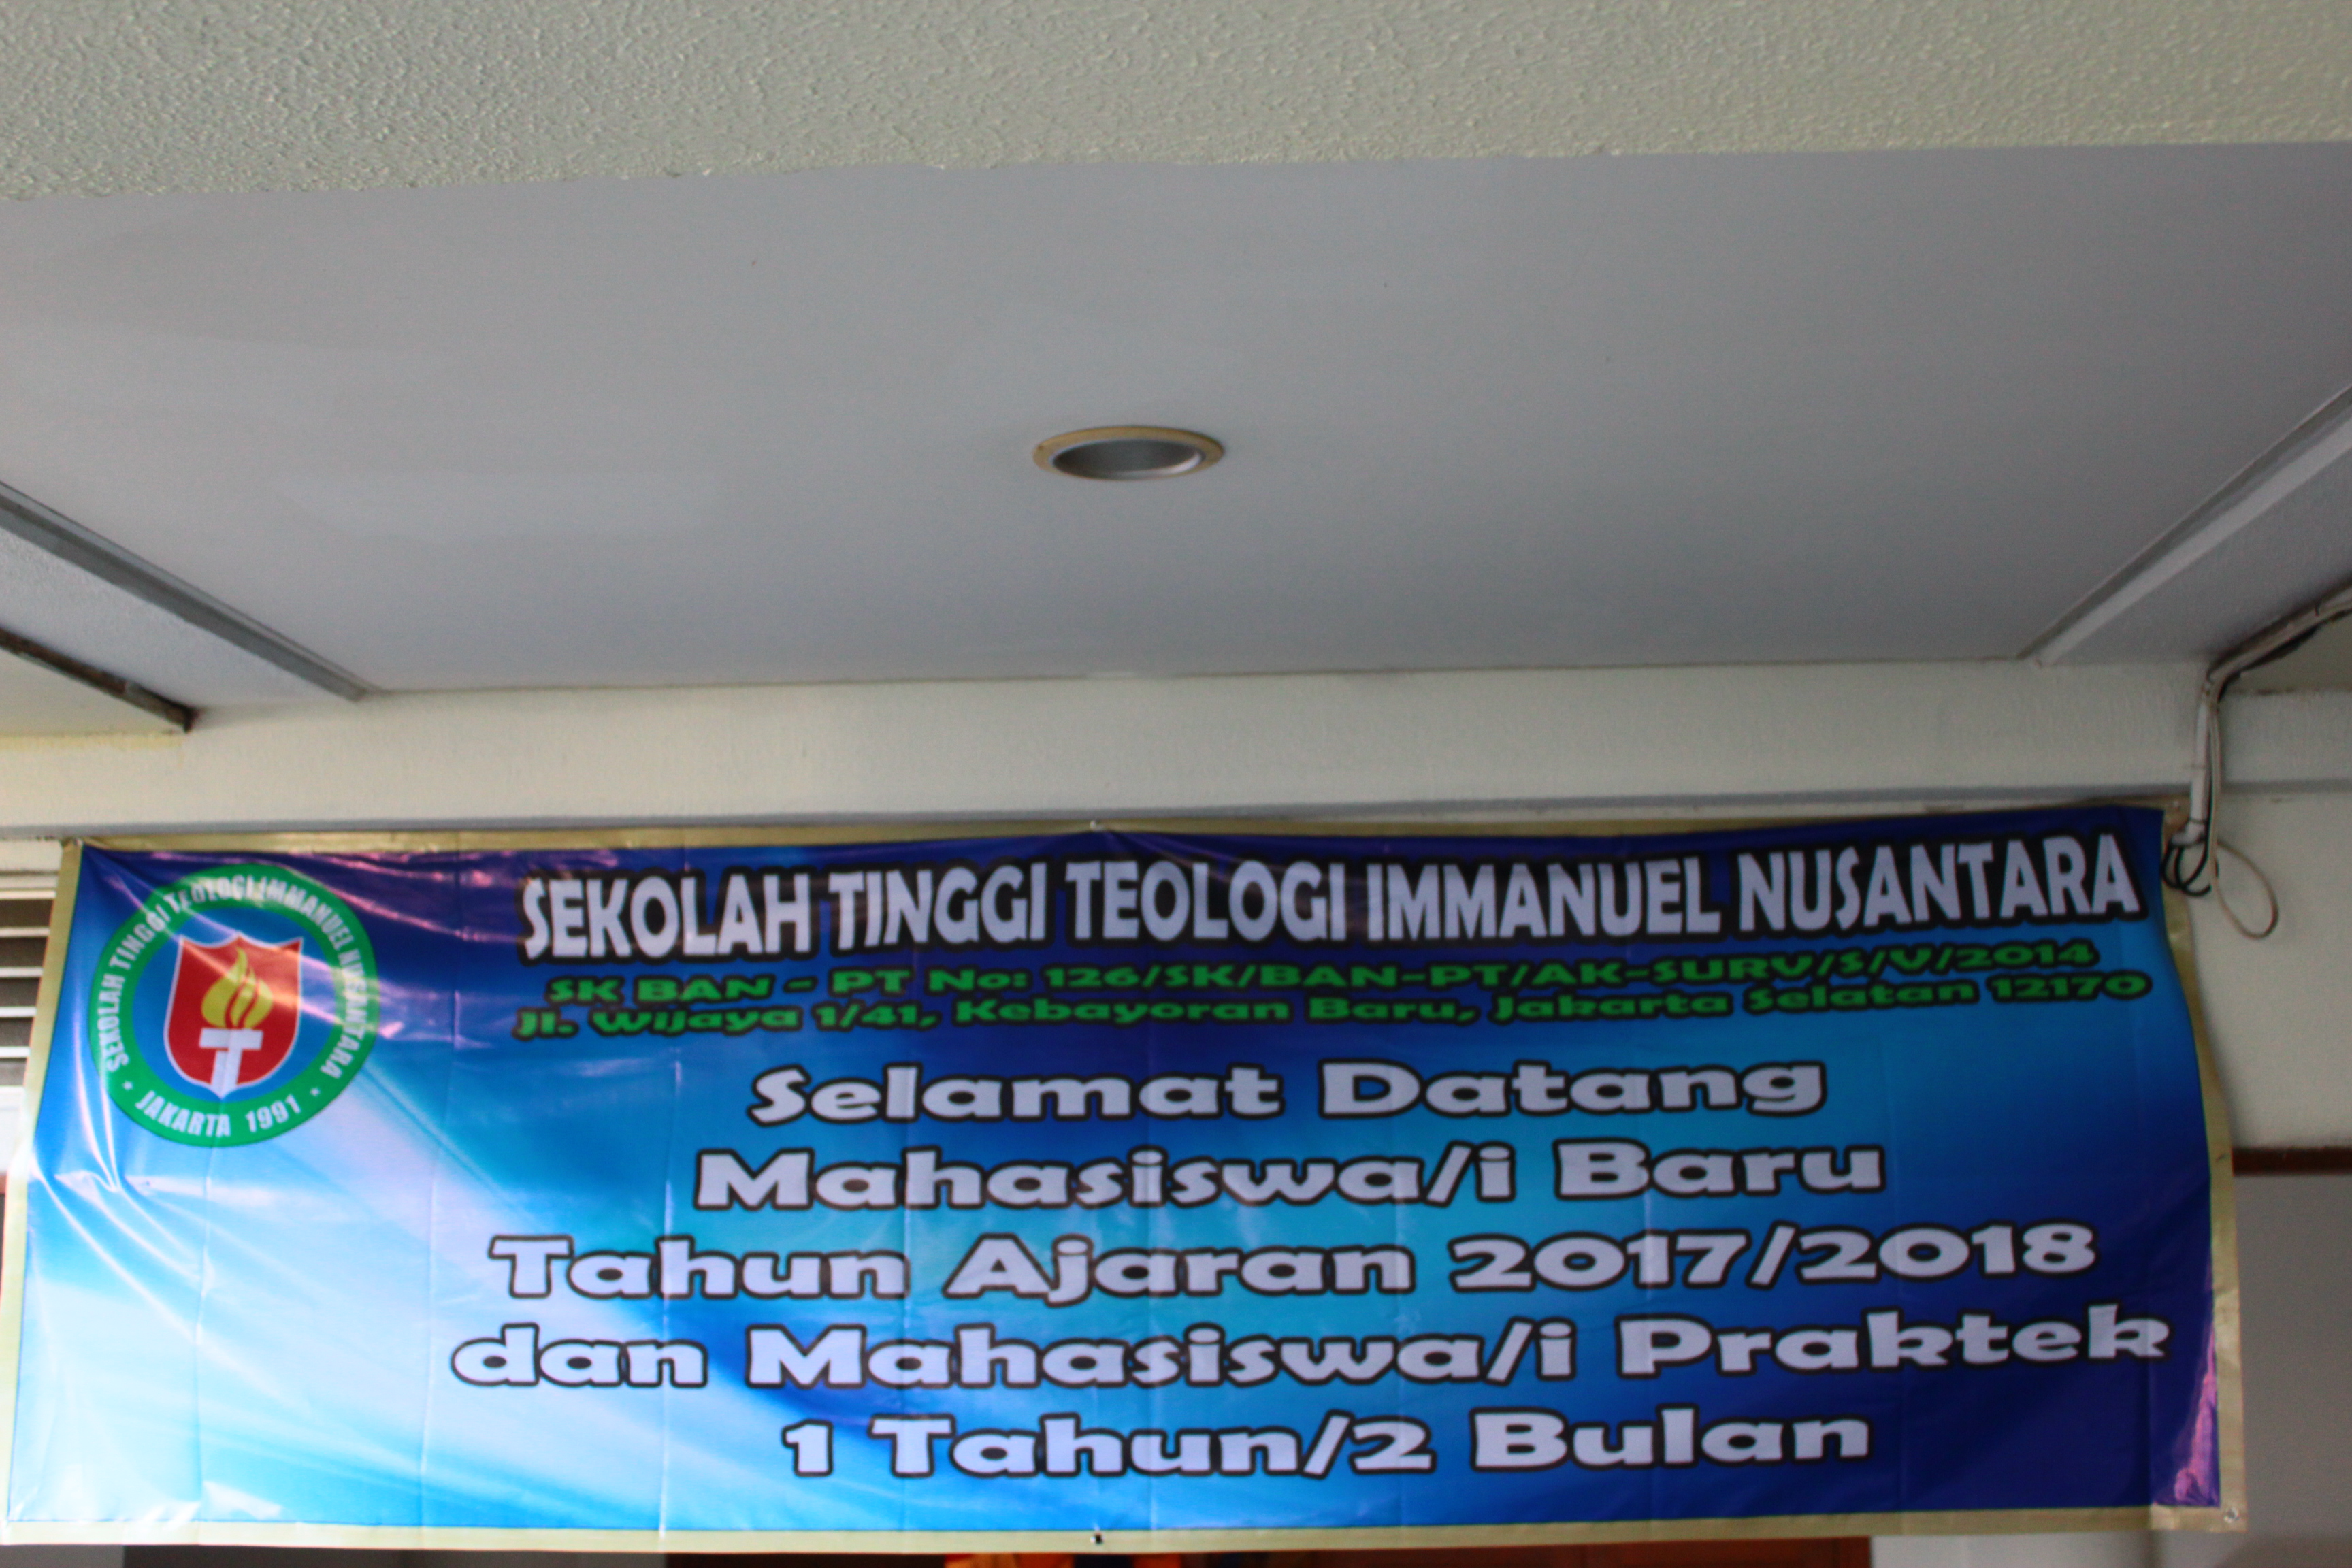 SEKOLAH TINGGI TEOLOGI IMMANUEL NUSANTARA
SK BAN - PT No: 126/SK/BAN-PT/AK-SURV/S/V/2014
Jl. Wijaya 1/41, Kebayoran Baru, Jakarta Selatan 12170
Selamat Datang
Mahasiswa/i Baru
Tahun Ajaran 2017/2018
dan Mahasiswa/i Praktek
1 Tahun/2 Bulan
SEKOLAH TINGGI TEOLOGI IMMANUEL NUSANTARA
• JAKARTA 1991 •